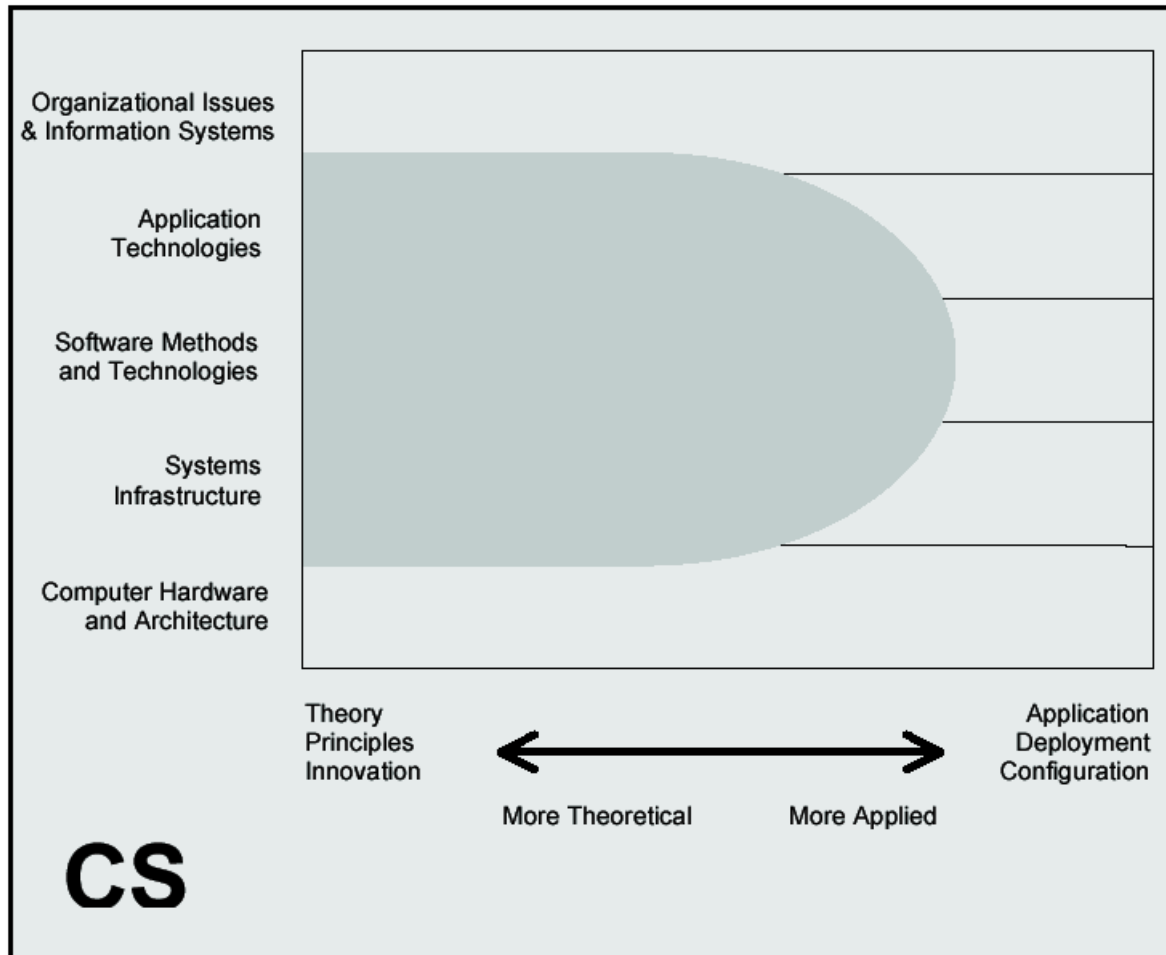 Organizational Issues
& Information Systems
Application
Technologies
Software Methods
and Technologies
Systems
Infrastructure
Computer Hardware
and Architecture
Theory
Principles
Innovation
Application
Deployment
Configuration
More Theoretical
More Applied
CS